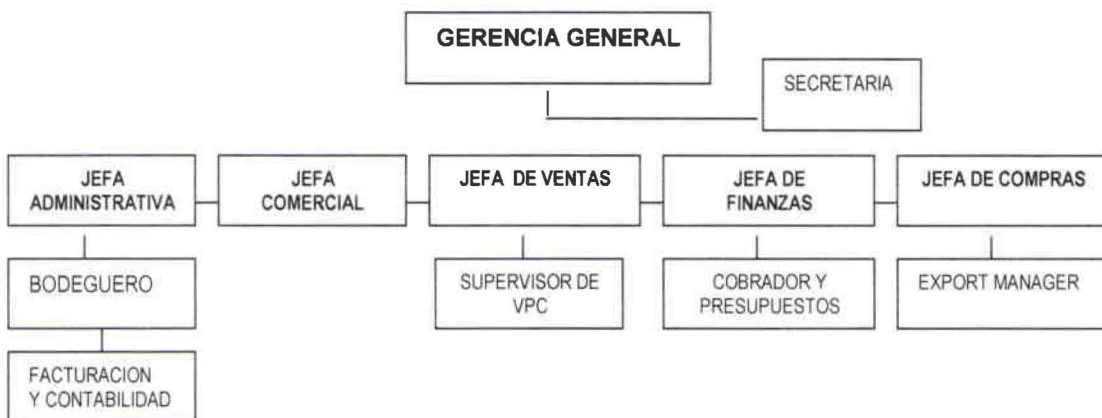 GERENCIA GENERAL
SECRETARIA
JEFA
ADMINISTRATIVA
JEFA
COMERCIAL
JEFA DE VENTAS
JEFA DE
FINANZAS
JEFA DE COMPRAS
BODEGUERO
SUPERVISOR DE
VPC
COBRADOR Y
PRESUPUESTOS
EXPORT MANAGER
FACTURACION
Y CONTABILIDAD